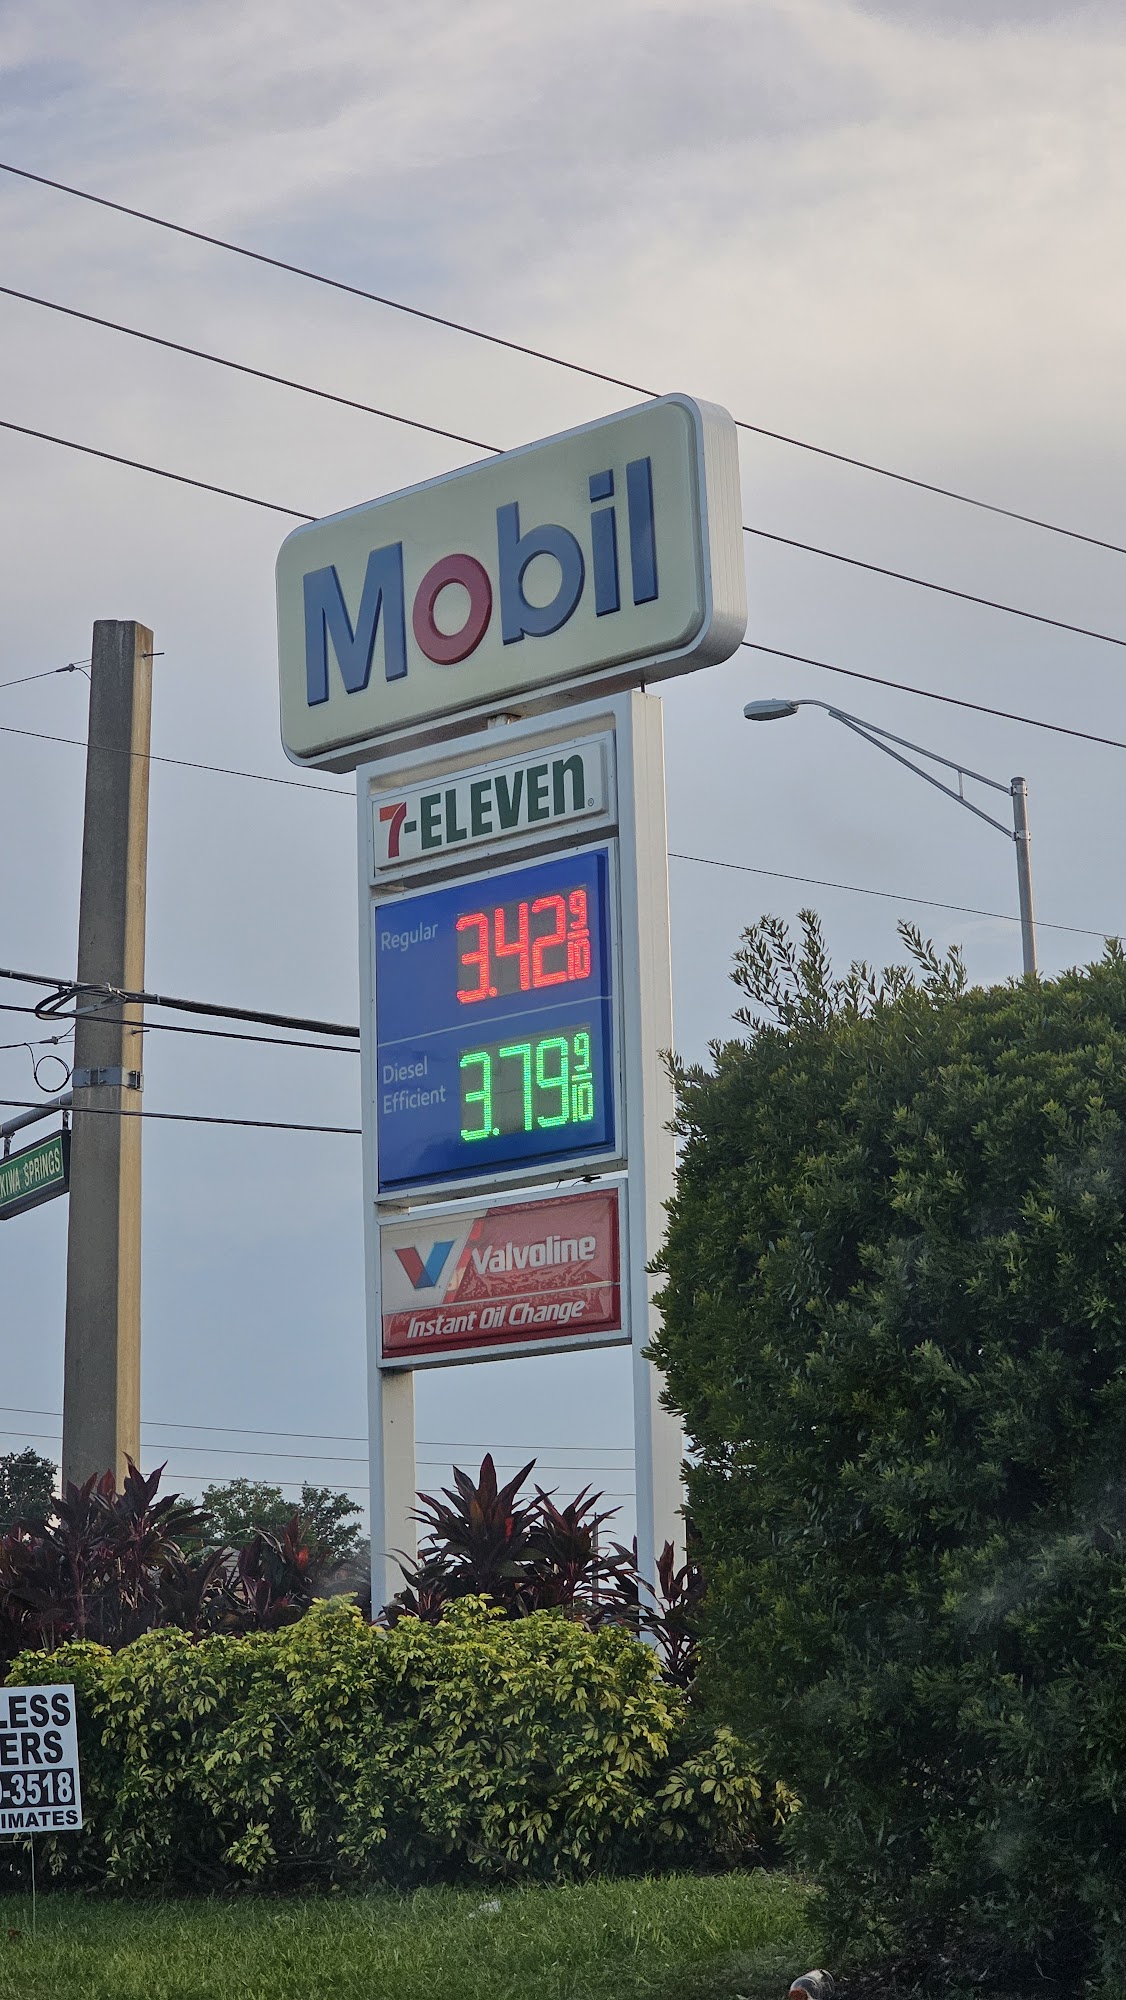 Mobil
7-ELEVEn®
Regular 3.42 9/10
Diesel
Efficient 3.79 9/10
KIWA SPRINGS
Valvoline
Instant Oil Change
LESS
ERS
-3518
IMATES